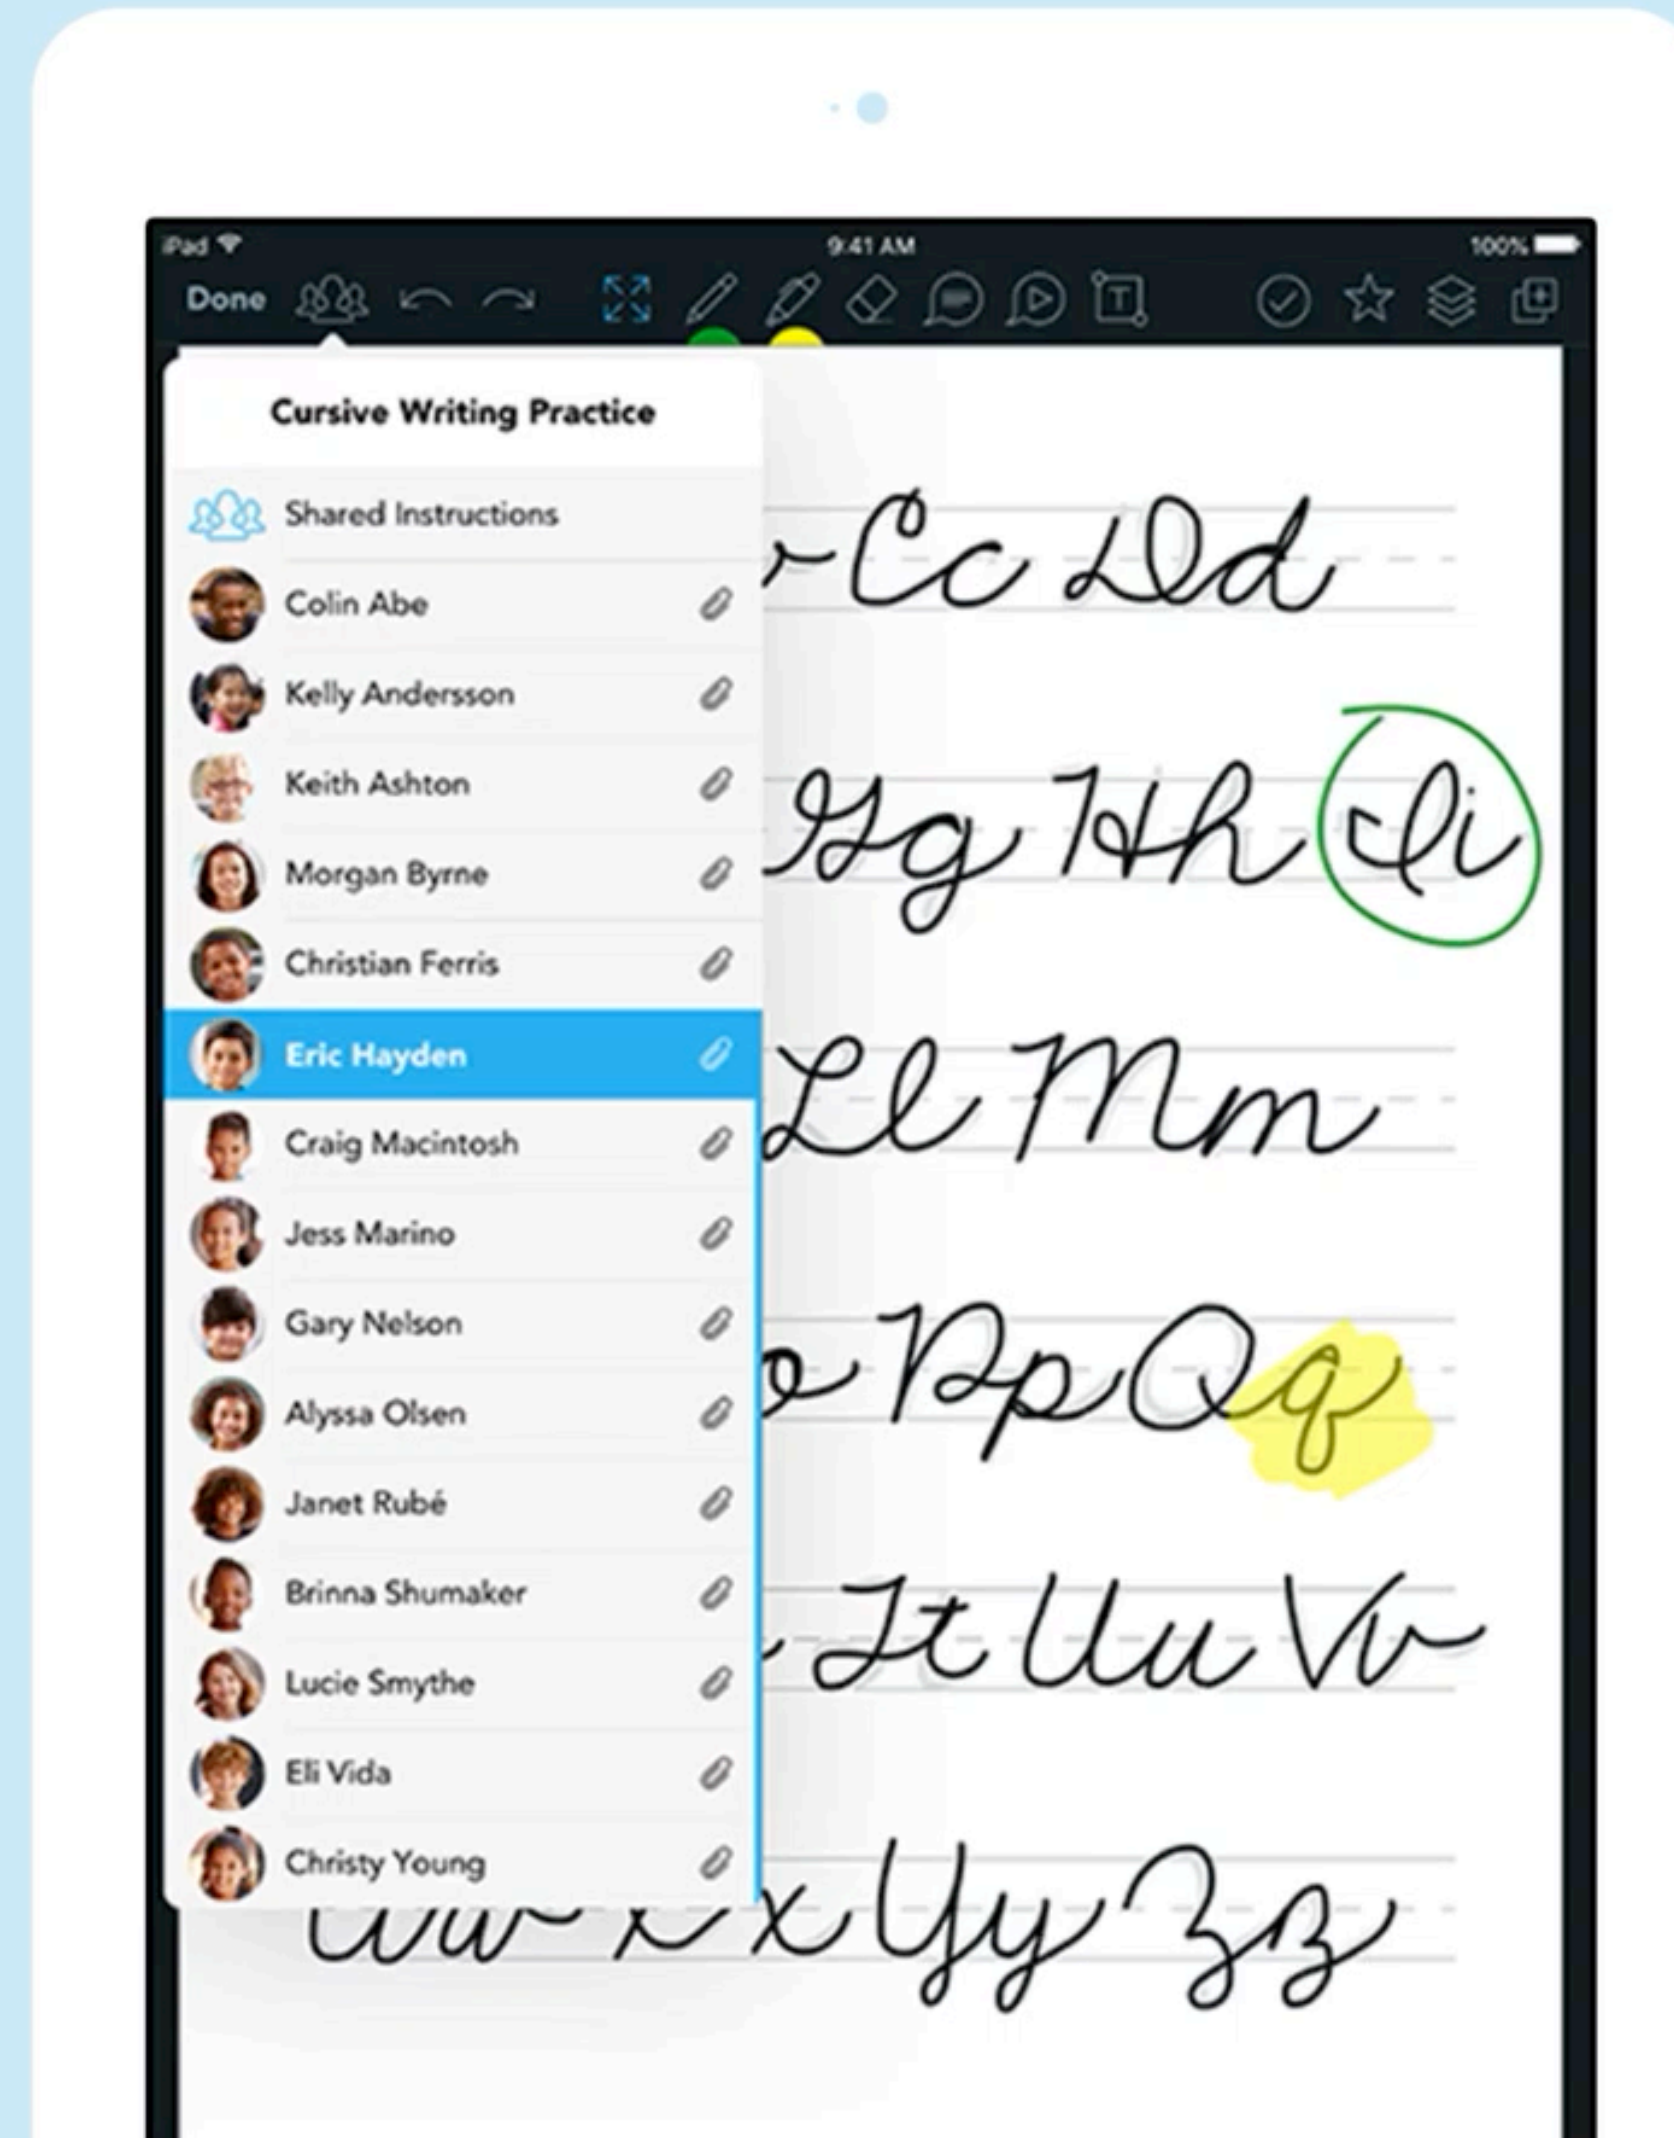 iPad 9:41 AM 100%
Done T
Cursive Writing Practice
Shared Instructions
Colin Abe
Kelly Andersson
Keith Ashton
Morgan Byrne
Christian Ferris
Eric Hayden
Craig Macintosh
Jess Marino
Gary Nelson
Alyssa Olsen
Janet Rubé
Brinna Shumaker
Lucie Smythe
Eli Vida
Christy Young
Cc Dd
Gg Hh Ii
Ll Mm
o Pp Qq
Tt Uu Vv
Ww Xx Yy Zz